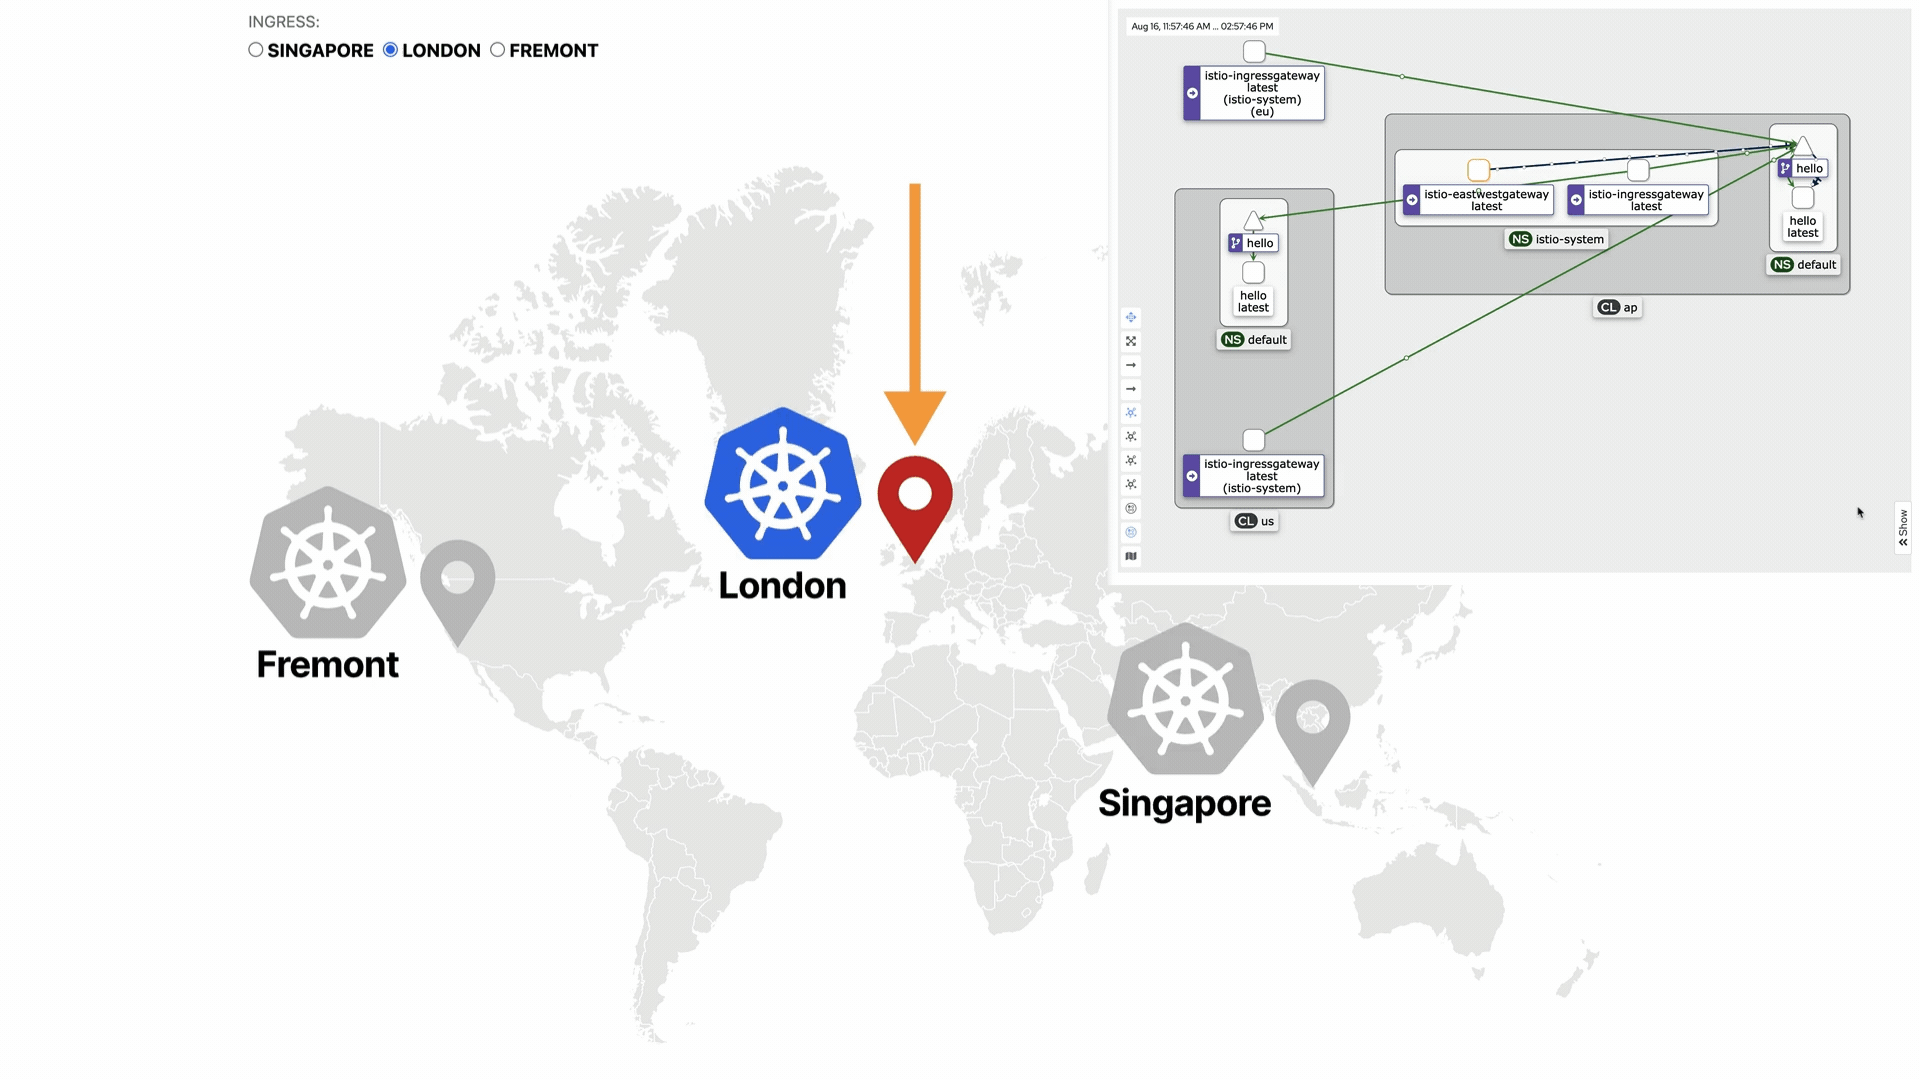 INGRESS:
SINGAPORE LONDON FREMONT
Fremont
London
Singapore
Aug 16, 11:57:46 AM ... 02:57:46 PM
istio-ingressgateway
latest
(istio-system)
(eu)
istio-eastwestgateway
latest
istio-ingressgateway
latest
NS istio-system
hello
hello
latest
NS default
CL ap
hello
hello
latest
NS default
istio-ingressgateway
latest
(istio-system)
CL us
Show